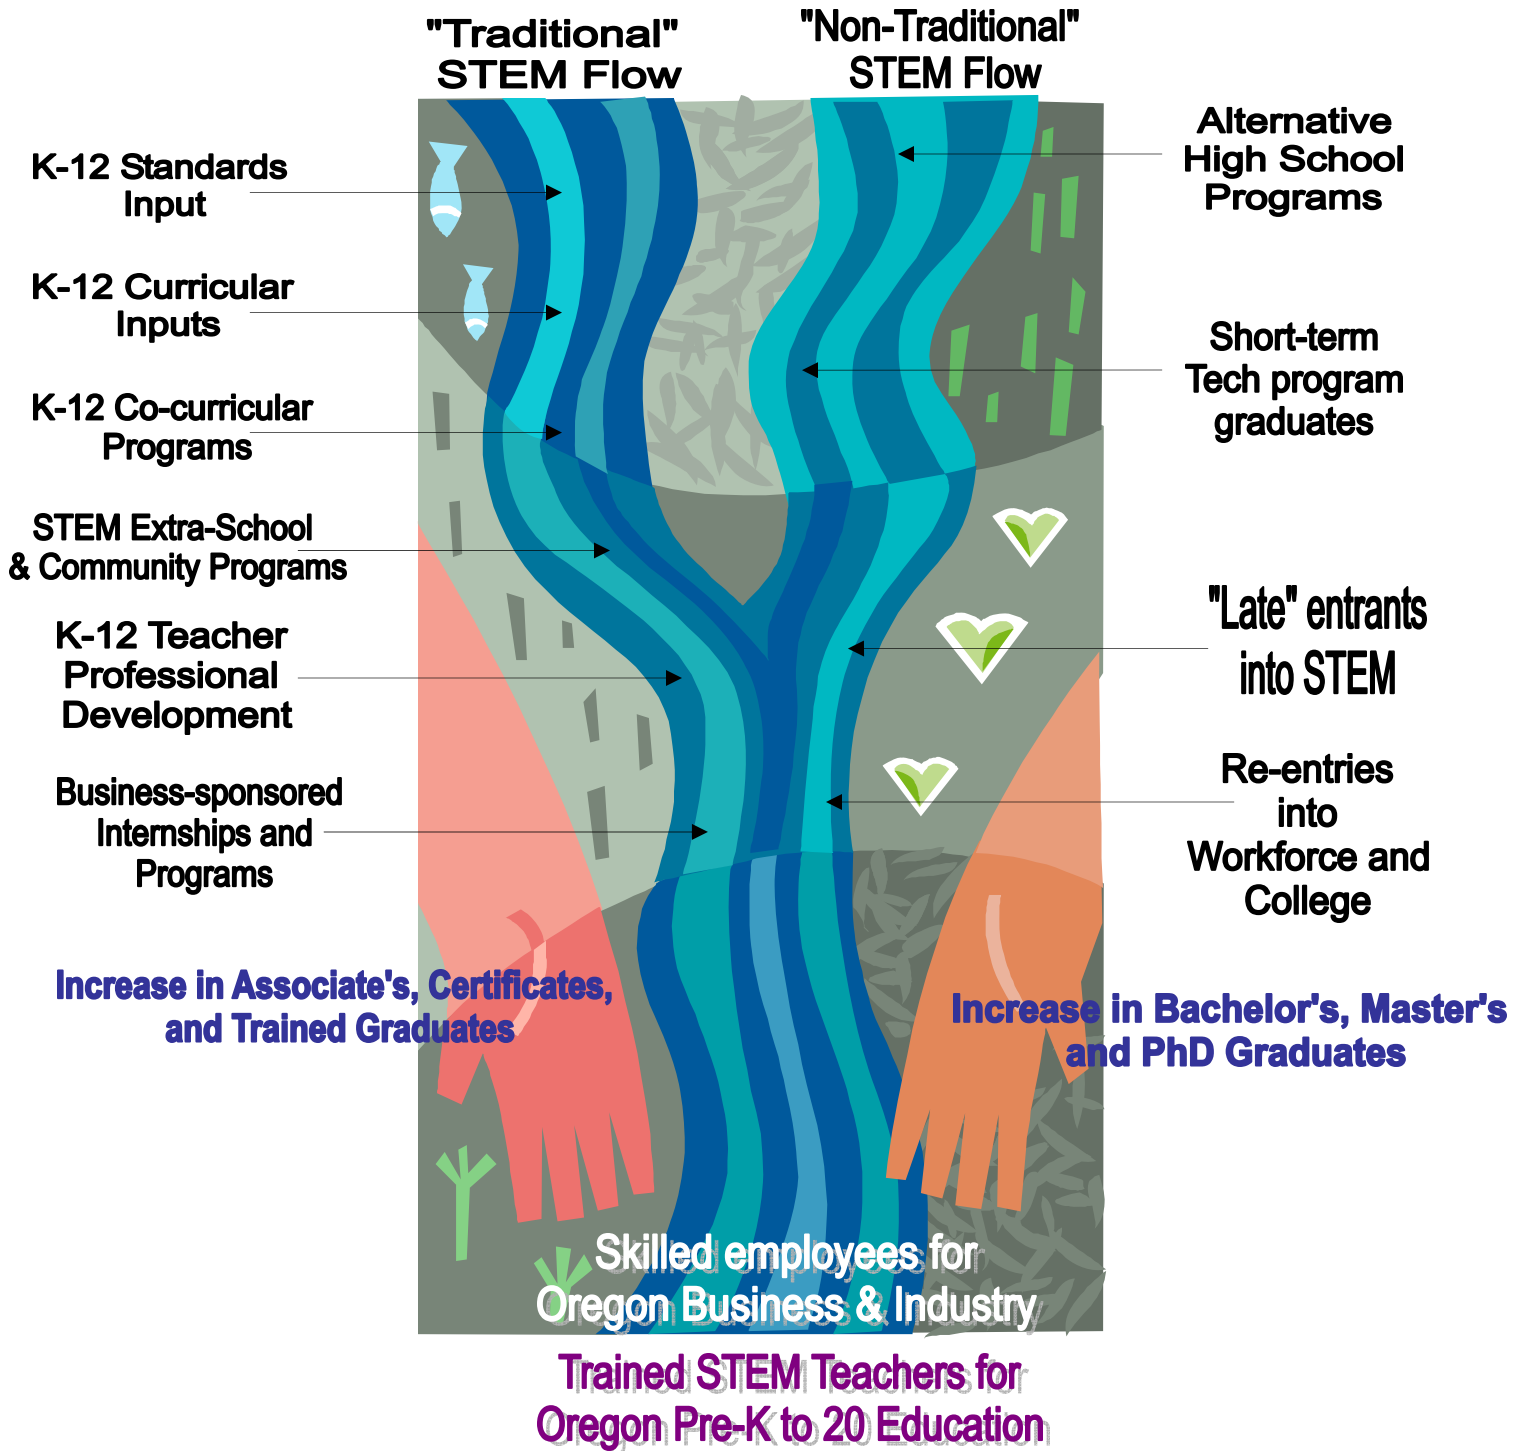 "Traditional"
STEM Flow
"Non-Traditional"
STEM Flow
K-12 Standards
Input
K-12 Curricular
Inputs
K-12 Co-curricular
Programs
STEM Extra-School
& Community Programs
K-12 Teacher
Professional
Development
Business-sponsored
Internships and
Programs
Alternative
High School
Programs
Short-term
Tech program
graduates
"Late" entrants
into STEM
Re-entries
into
Workforce and
College
Increase in Associate's, Certificates,
and Trained Graduates
Increase in Bachelor's, Master's
and PhD Graduates
Skilled employees for
Oregon Business & Industry
Trained STEM Teachers for
Oregon Pre-K to 20 Education